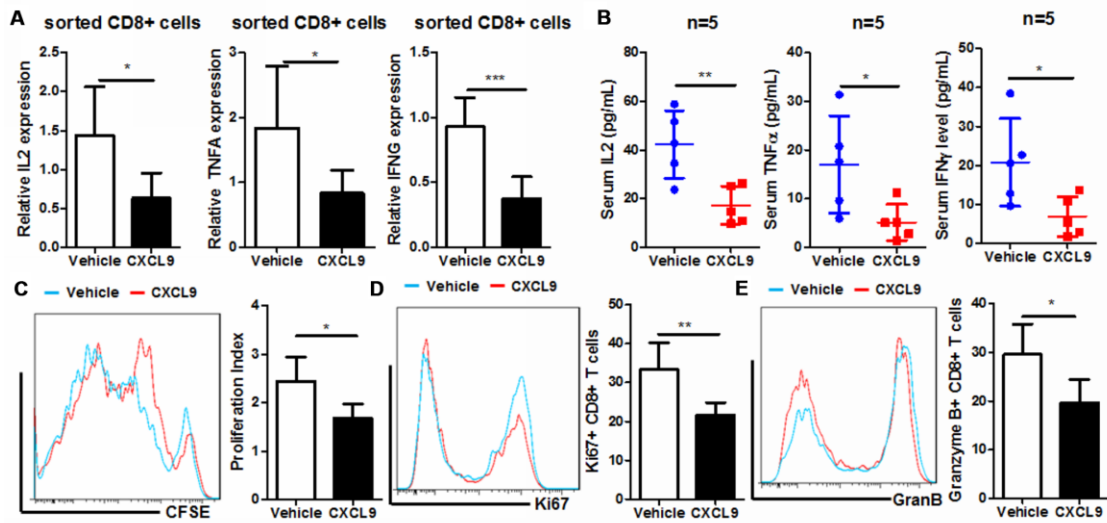 A
sorted CD8+ cells
sorted CD8+ cells
sorted CD8+ cells
Relative IL2 expression
2.5
2.0
1.5
1.0
0.5
0.0
*
Vehicle CXCL9
Relative TNFA expression
3
2
1
0
*
Vehicle CXCL9
Relative IFNG expression
1.5
1.0
0.5
0.0
***
Vehicle CXCL9
B
n=5
n=5
n=5
Serum IL2 (pg/mL)
80
60
40
20
0
**
Vehicle CXCL9
Serum TNFα (pg/mL)
40
30
20
10
0
*
Vehicle CXCL9
Serum IFNγ level (pg/mL)
50
40
30
20
10
0
*
Vehicle CXCL9
C
Vehicle CXCL9
CFSE
Proliferation Index
4
3
2
1
0
*
Vehicle CXCL9
D
Vehicle CXCL9
Ki67
Ki67+ CD8+ T cells
50
40
30
20
10
0
**
Vehicle CXCL9
E
Vehicle CXCL9
GranB
Granzyme B+ CD8+ T cells
40
30
20
10
0
*
Vehicle CXCL9